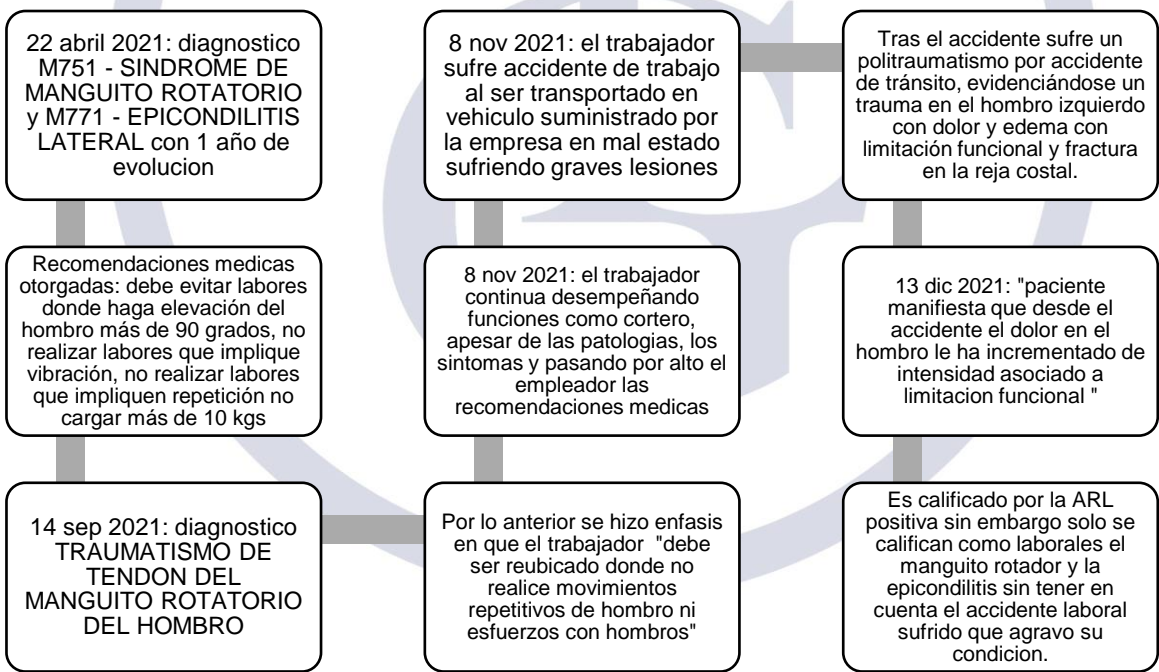 22 abril 2021: diagnostico
M751 - SINDROME DE
MANGUITO ROTATORIO
y M771 - EPICONDILITIS
LATERAL con 1 año de
evolucion
Recomendaciones medicas
otorgadas: debe evitar labores
donde haga elevación del
hombro más de 90 grados, no
realizar labores que implique
vibración, no realizar labores
que impliquen repetición no
cargar más de 10 kgs
14 sep 2021: diagnostico
TRAUMATISMO DE
TENDON DEL
MANGUITO ROTATORIO
DEL HOMBRO
Por lo anterior se hizo enfasis
en que el trabajador "debe
ser reubicado donde no
realice movimientos
repetitivos de hombro ni
esfuerzos con hombros"
8 nov 2021: el trabajador
continua desempeñando
funciones como cortero,
apesar de las patologias, los
sintomas y pasando por alto el
empleador las
recomendaciones medicas
8 nov 2021: el trabajador
sufre accidente de trabajo
al ser transportado en
vehiculo suministrado por
la empresa en mal estado
sufriendo graves lesiones
Tras el accidente sufre un
politraumatismo por accidente
de tránsito, evidenciándose un
trauma en el hombro izquierdo
con dolor y edema con
limitación funcional y fractura
en la reja costal.
13 dic 2021: "paciente
manifiesta que desde el
accidente el dolor en el
hombro le ha incrementado de
intensidad asociado a
limitacion funcional "
Es calificado por la ARL
positiva sin embargo solo se
califican como laborales el
manguito rotador y la
epicondilitis sin tener en
cuenta el accidente laboral
sufrido que agravo su
condicion.